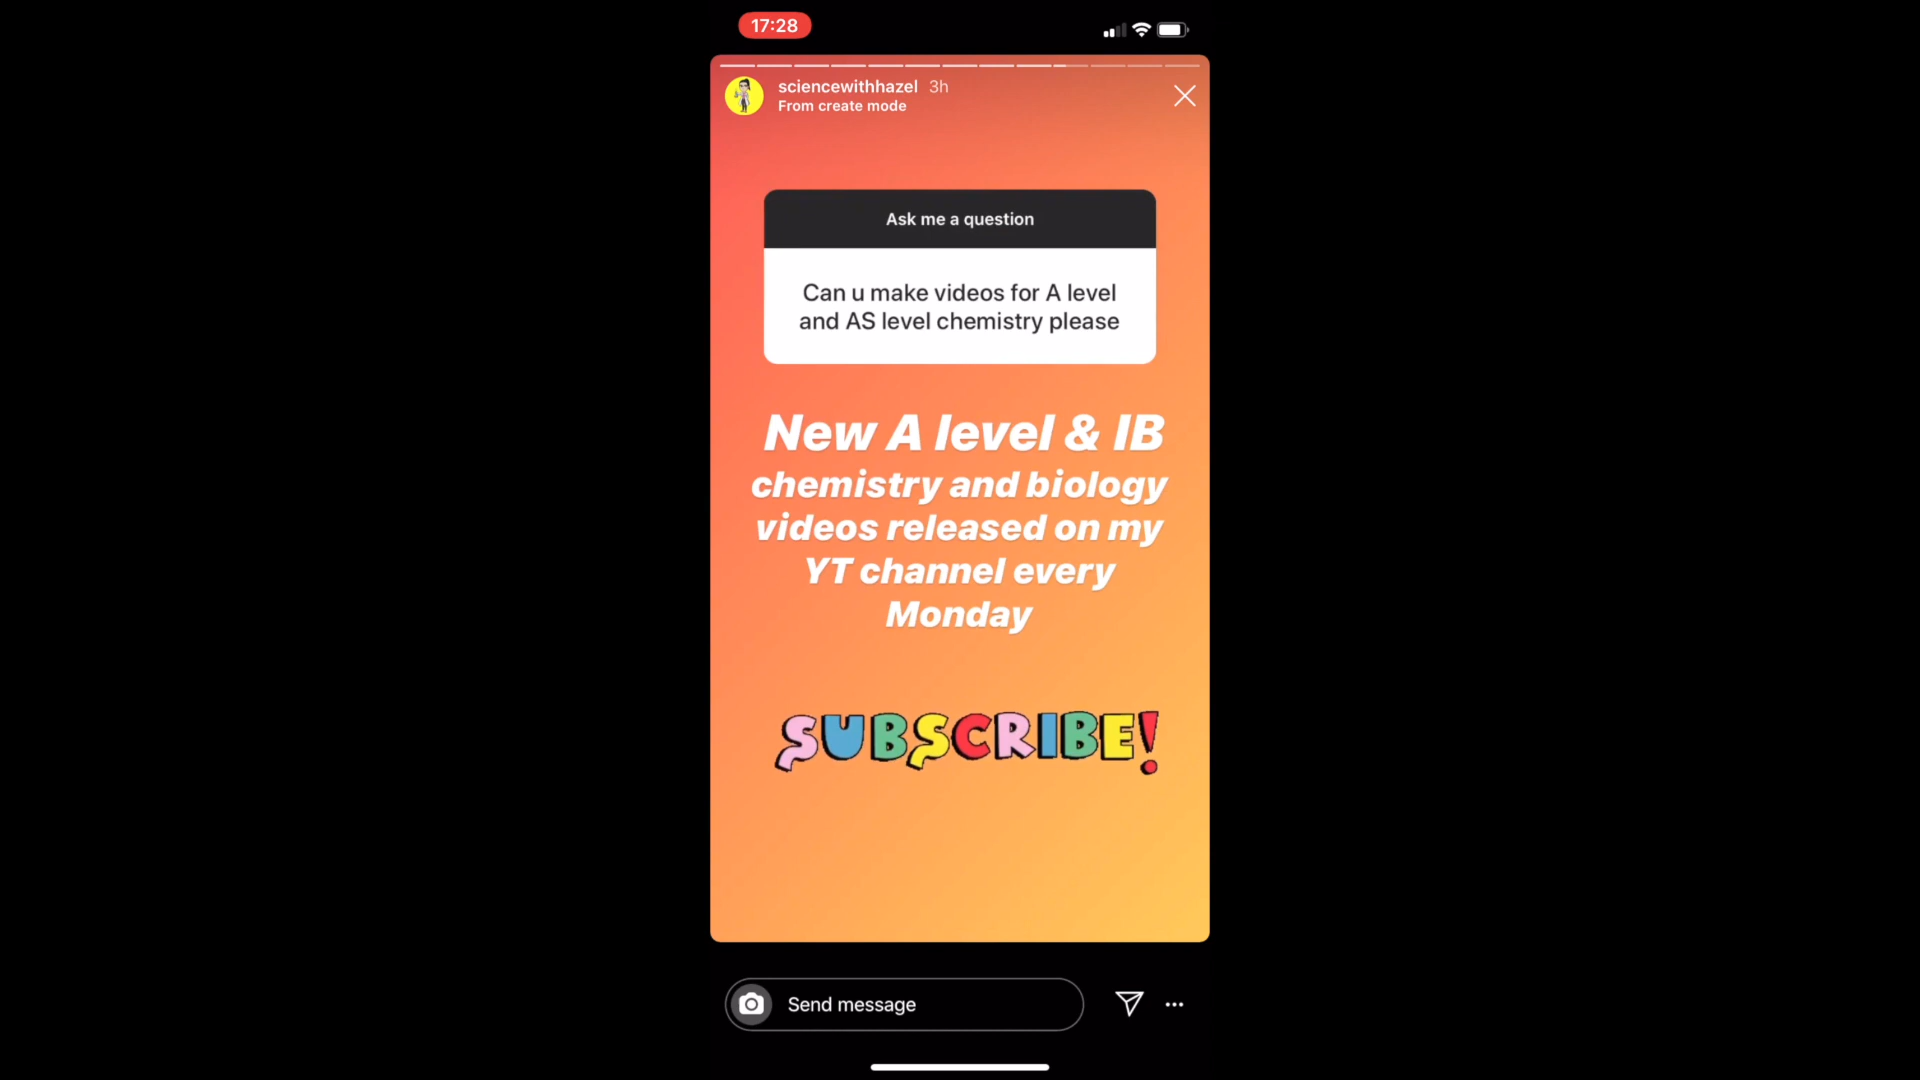 17:28
sciencewithhazel 3h
From create mode
Ask me a question
Can u make videos for A level
and AS level chemistry please
New A level & IB
chemistry and biology
videos released on my
YT channel every
Monday
SUBSCRIBE!
Send message